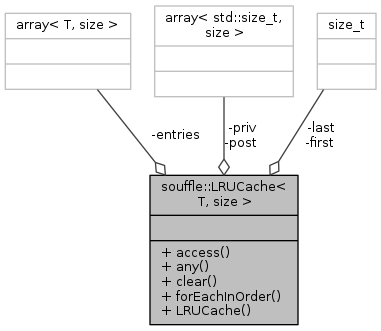 array< T, size >
array< std::size_t,
size >
size_t
-entries
-priv
-post
-last
-first
souffle::LRUCache<
T, size >
+ access()
+ any()
+ clear()
+ forEachInOrder()
+ LRUCache()